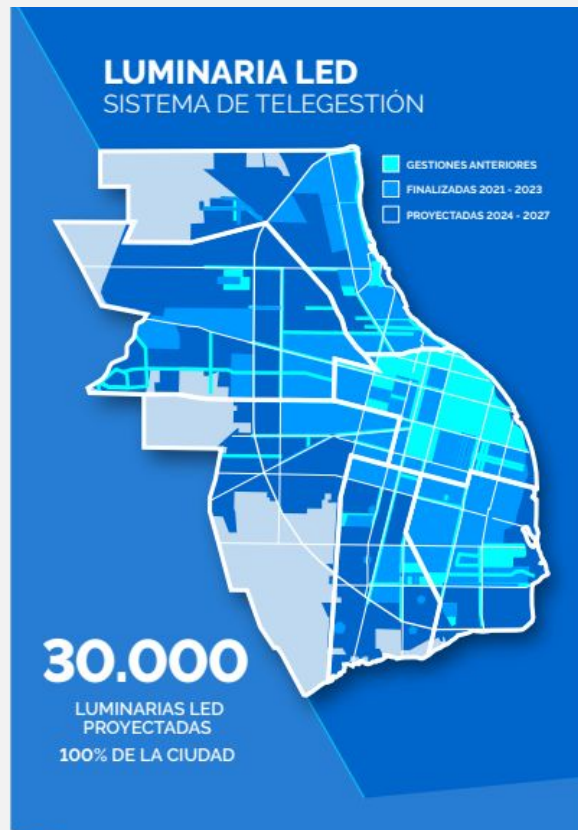 LUMINARIA LED
SISTEMA DE TELEGESTIÓN
GESTIONES ANTERIORES
FINALIZADAS 2021 - 2023
PROYECTADAS 2024 - 2027
30.000
LUMINARIAS LED
PROYECTADAS
100% DE LA CIUDAD